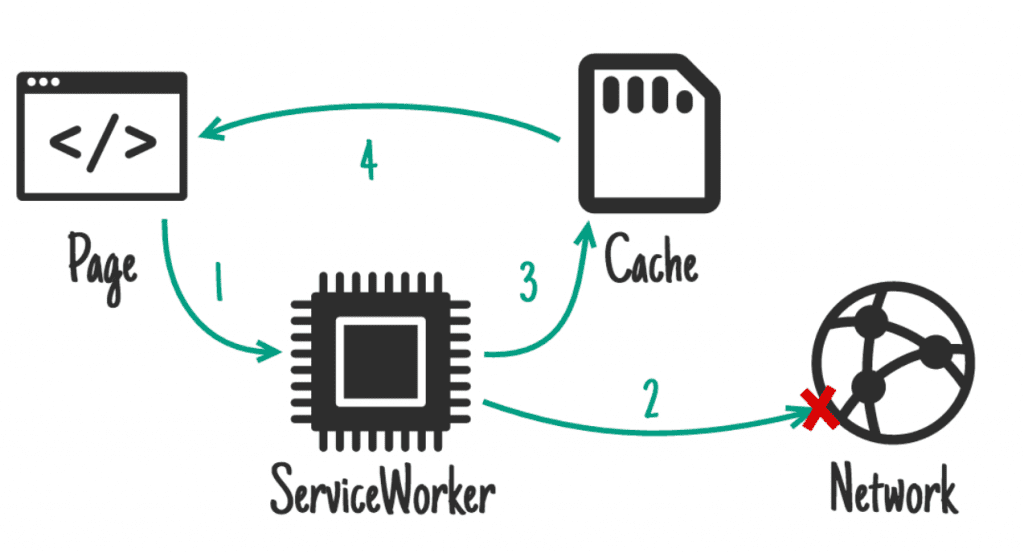 </>
4
Page
1
3
Cache
2
ServiceWorker
Network